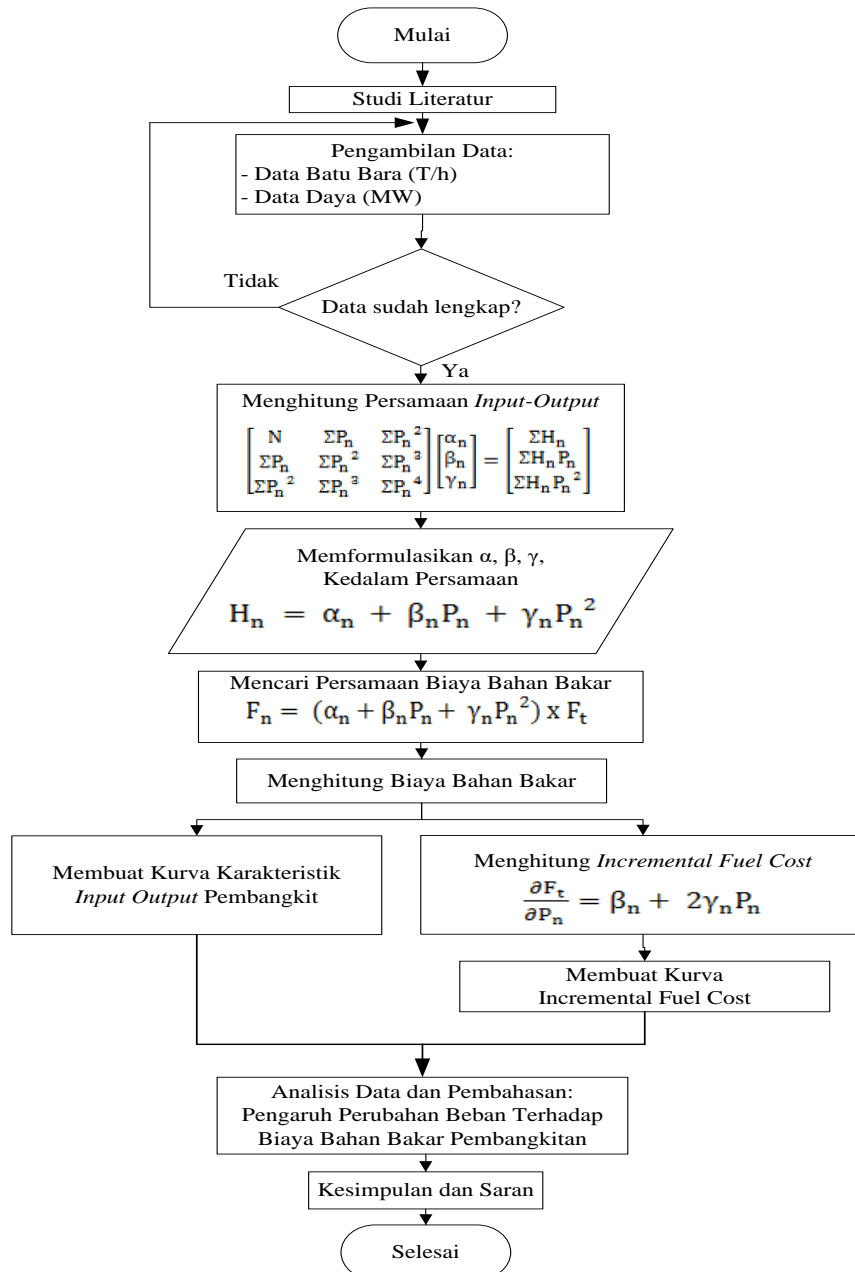 Mulai
Studi Literatur
Pengambilan Data:
- Data Batu Bara (T/h)
- Data Daya (MW)
Tidak
Data sudah lengkap?
Ya
Menghitung Persamaan Input-Output
[N ΣPₙ ΣPₙ²] [αₙ] [ΣHₙ]
[ΣPₙ ΣPₙ² ΣPₙ³] [βₙ] = [ΣHₙPₙ]
[ΣPₙ² ΣPₙ³ ΣPₙ⁴] [γₙ] [ΣHₙPₙ²]
Memformulasikan α, β, γ,
Kedalam Persamaan
Hₙ = αₙ + βₙPₙ + γₙPₙ²
Mencari Persamaan Biaya Bahan Bakar
Fₙ = (αₙ + βₙPₙ + γₙPₙ²) x Fₜ
Menghitung Biaya Bahan Bakar
Membuat Kurva Karakteristik
Input Output Pembangkit
Menghitung Incremental Fuel Cost
∂Fₜ/∂Pₙ = βₙ + 2γₙPₙ
Membuat Kurva
Incremental Fuel Cost
Analisis Data dan Pembahasan:
Pengaruh Perubahan Beban Terhadap
Biaya Bahan Bakar Pembangkitan
Kesimpulan dan Saran
Selesai